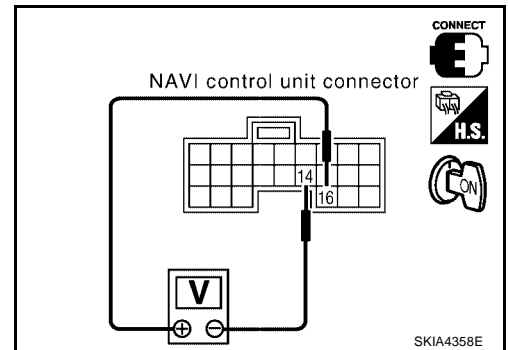 CONNECT
NAVI control unit connector
H.S.
14
16
ON
V
+ −
SKIA4358E